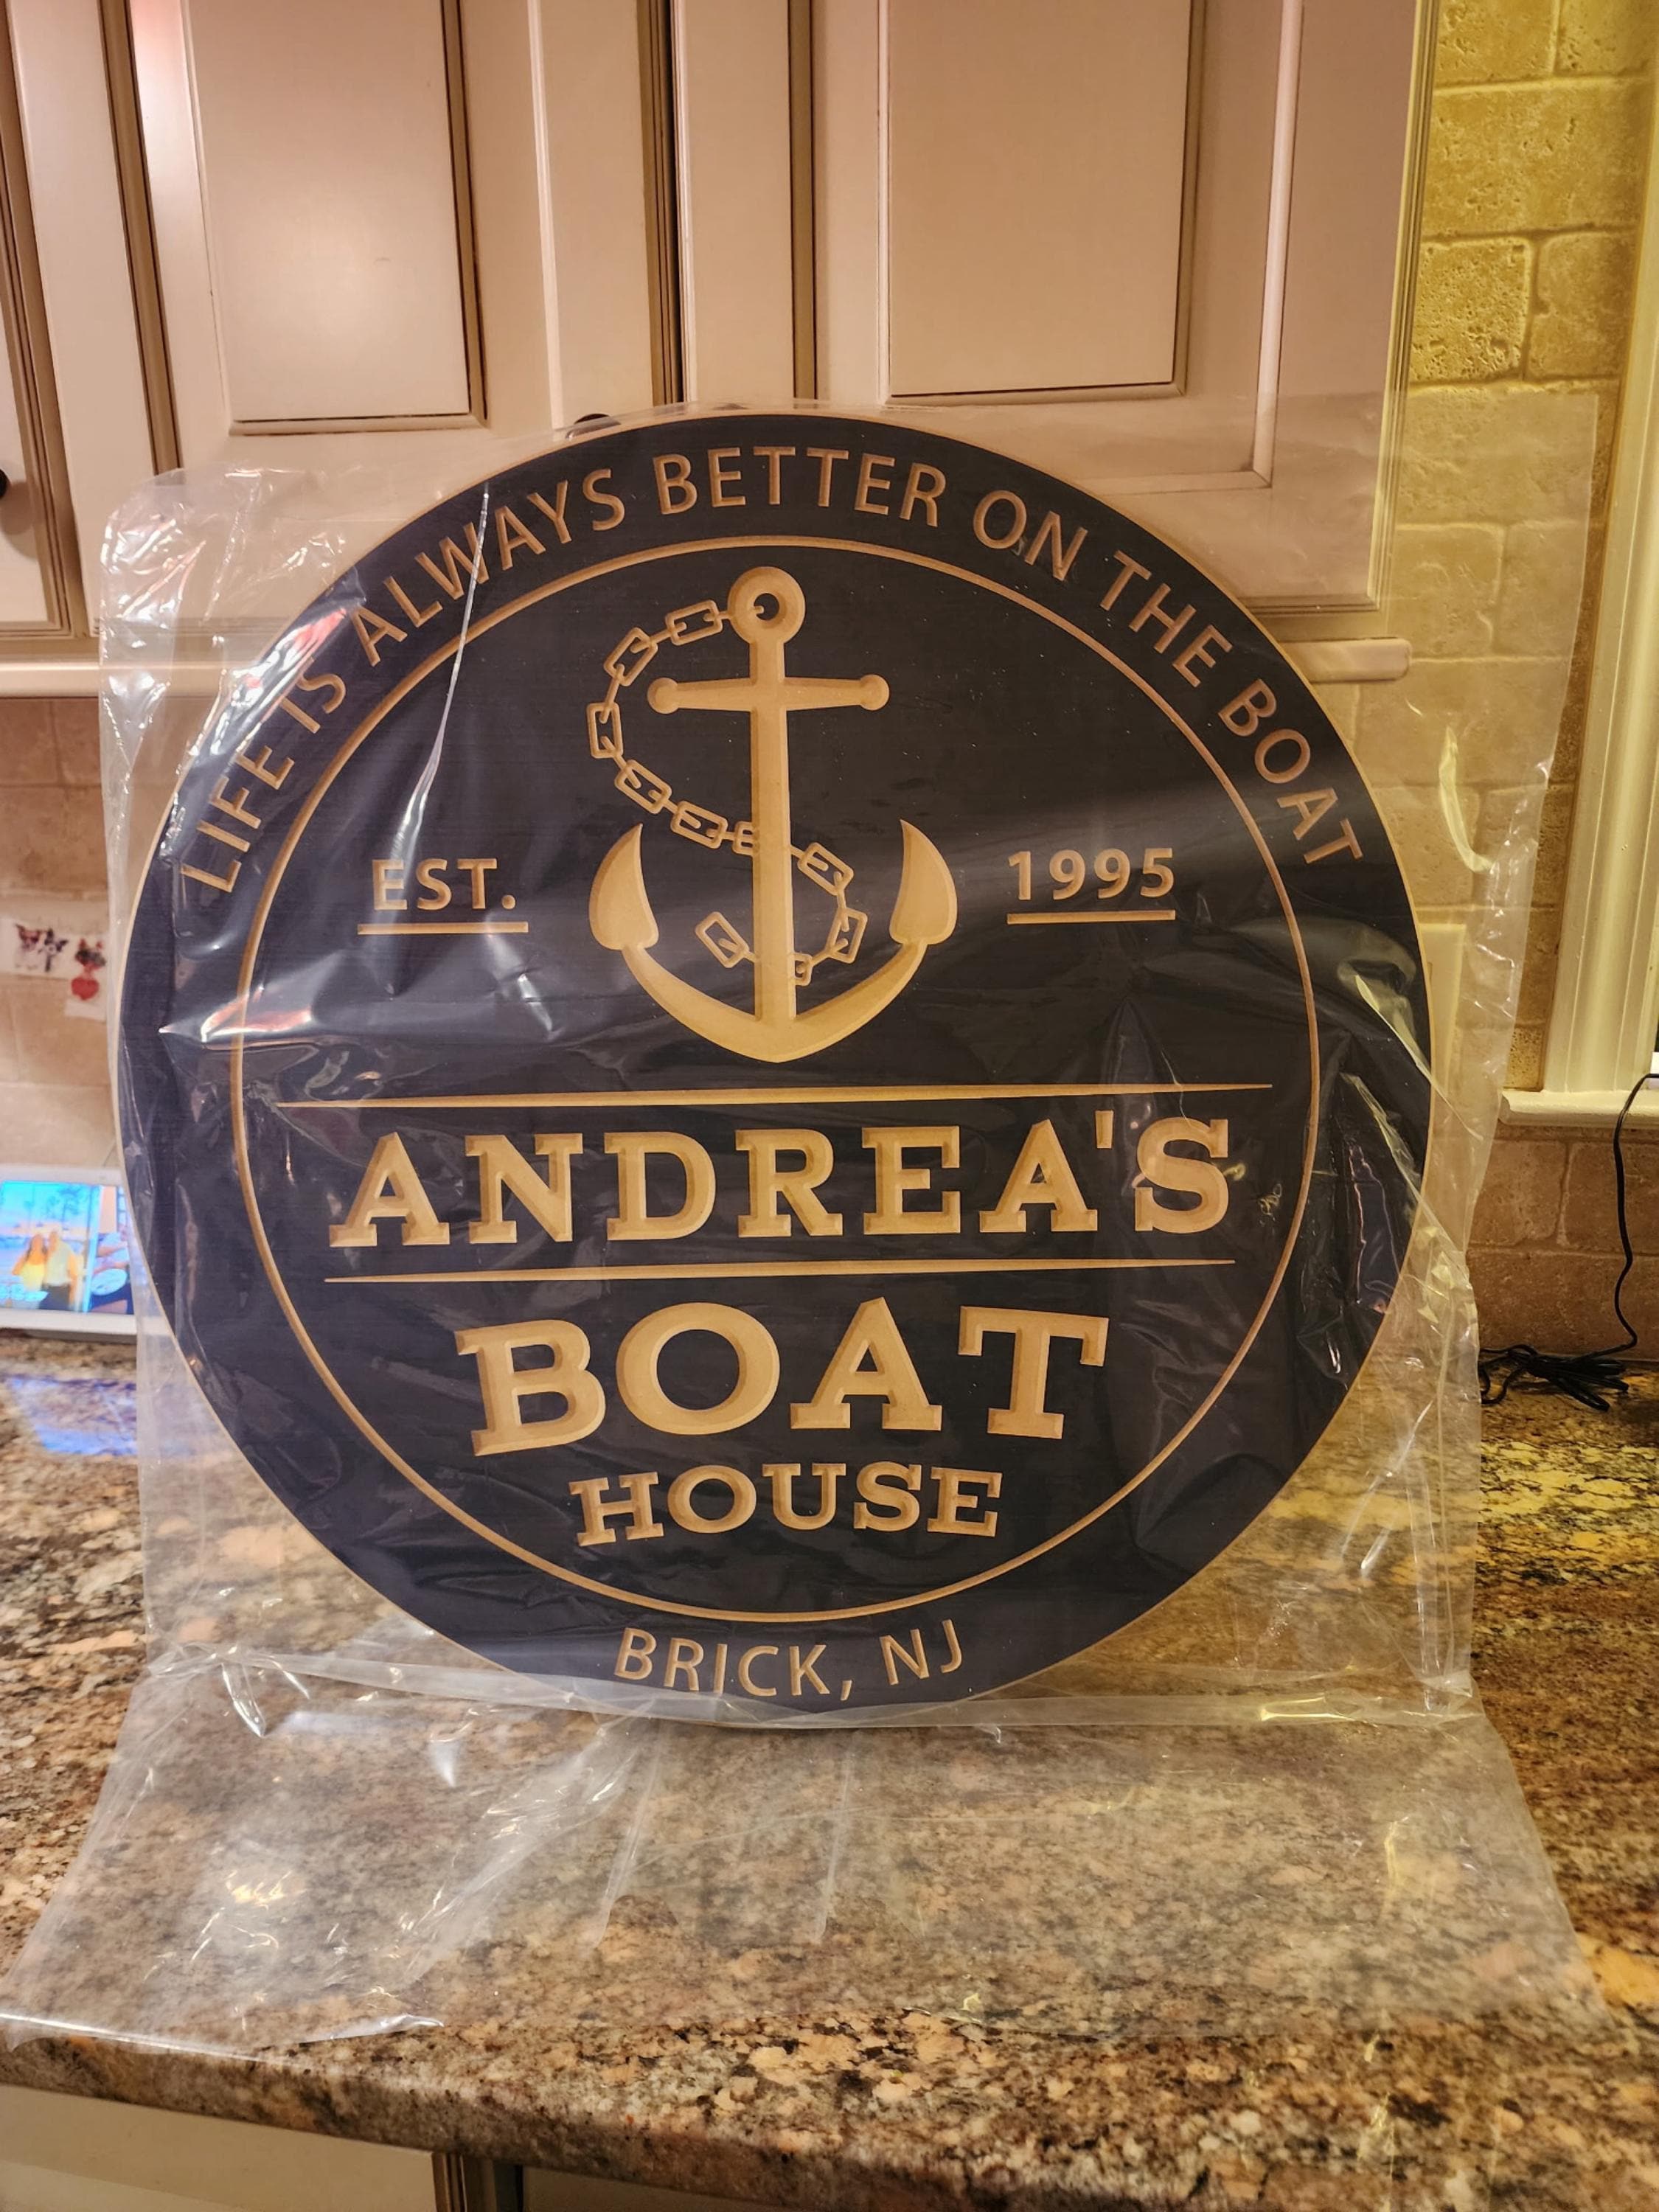 LIFE IS ALWAYS BETTER ON THE BOAT
EST. 1995
ANDREA'S
BOAT
HOUSE
BRICK, NJ